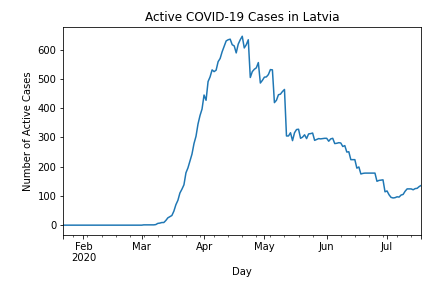 Active COVID-19 Cases in Latvia
Number of Active Cases
600
500
400
300
200
100
0
Feb
2020
Mar
Apr
May
Jun
Jul
Day